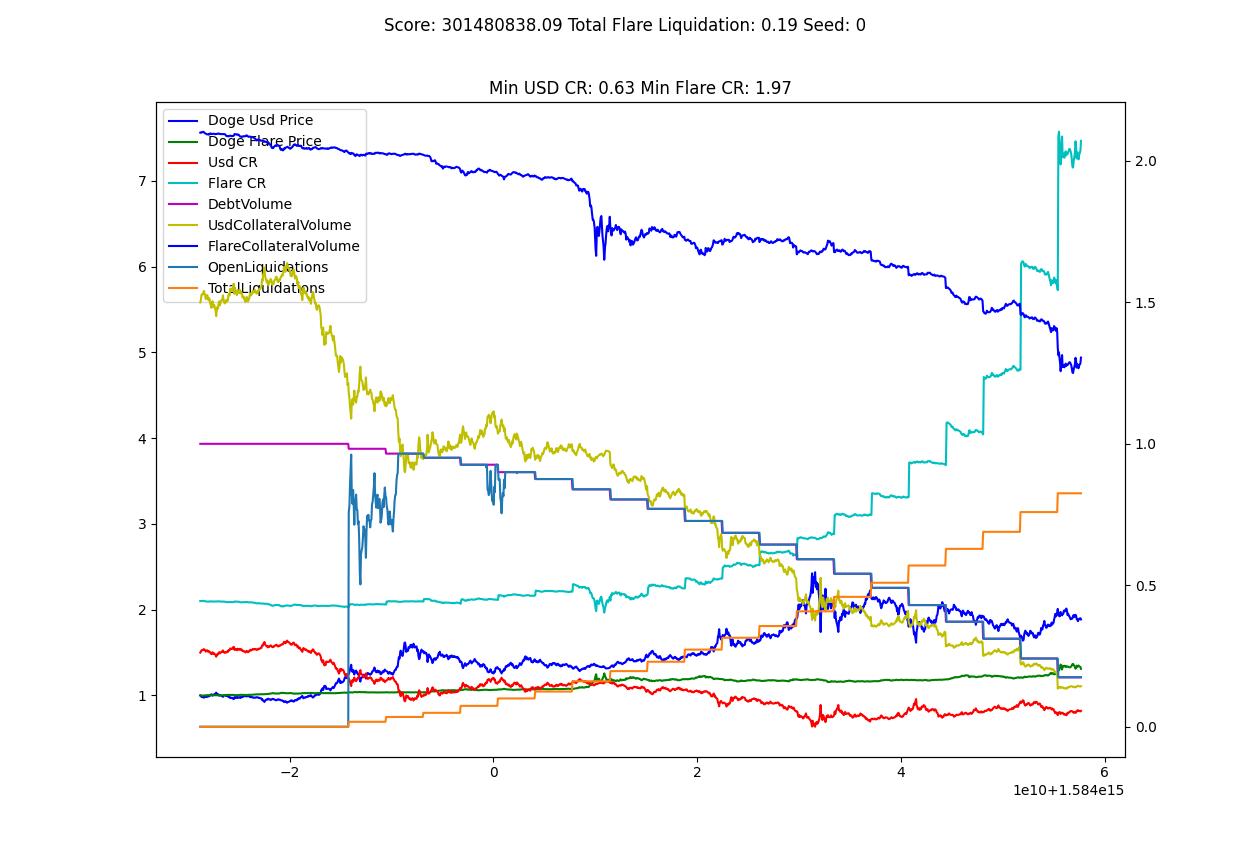 Score: 301480838.09 Total Flare Liquidation: 0.19 Seed: 0
Min USD CR: 0.63 Min Flare CR: 1.97
Doge Usd Price
Doge Flare Price
Usd CR
Flare CR
DebtVolume
UsdCollateralVolume
FlareCollateralVolume
OpenLiquidations
TotalLiquidations
7
6
5
4
3
2
1
2.0
1.5
1.0
0.5
0.0
−2
0
2
4
6
1e10+1.584e15